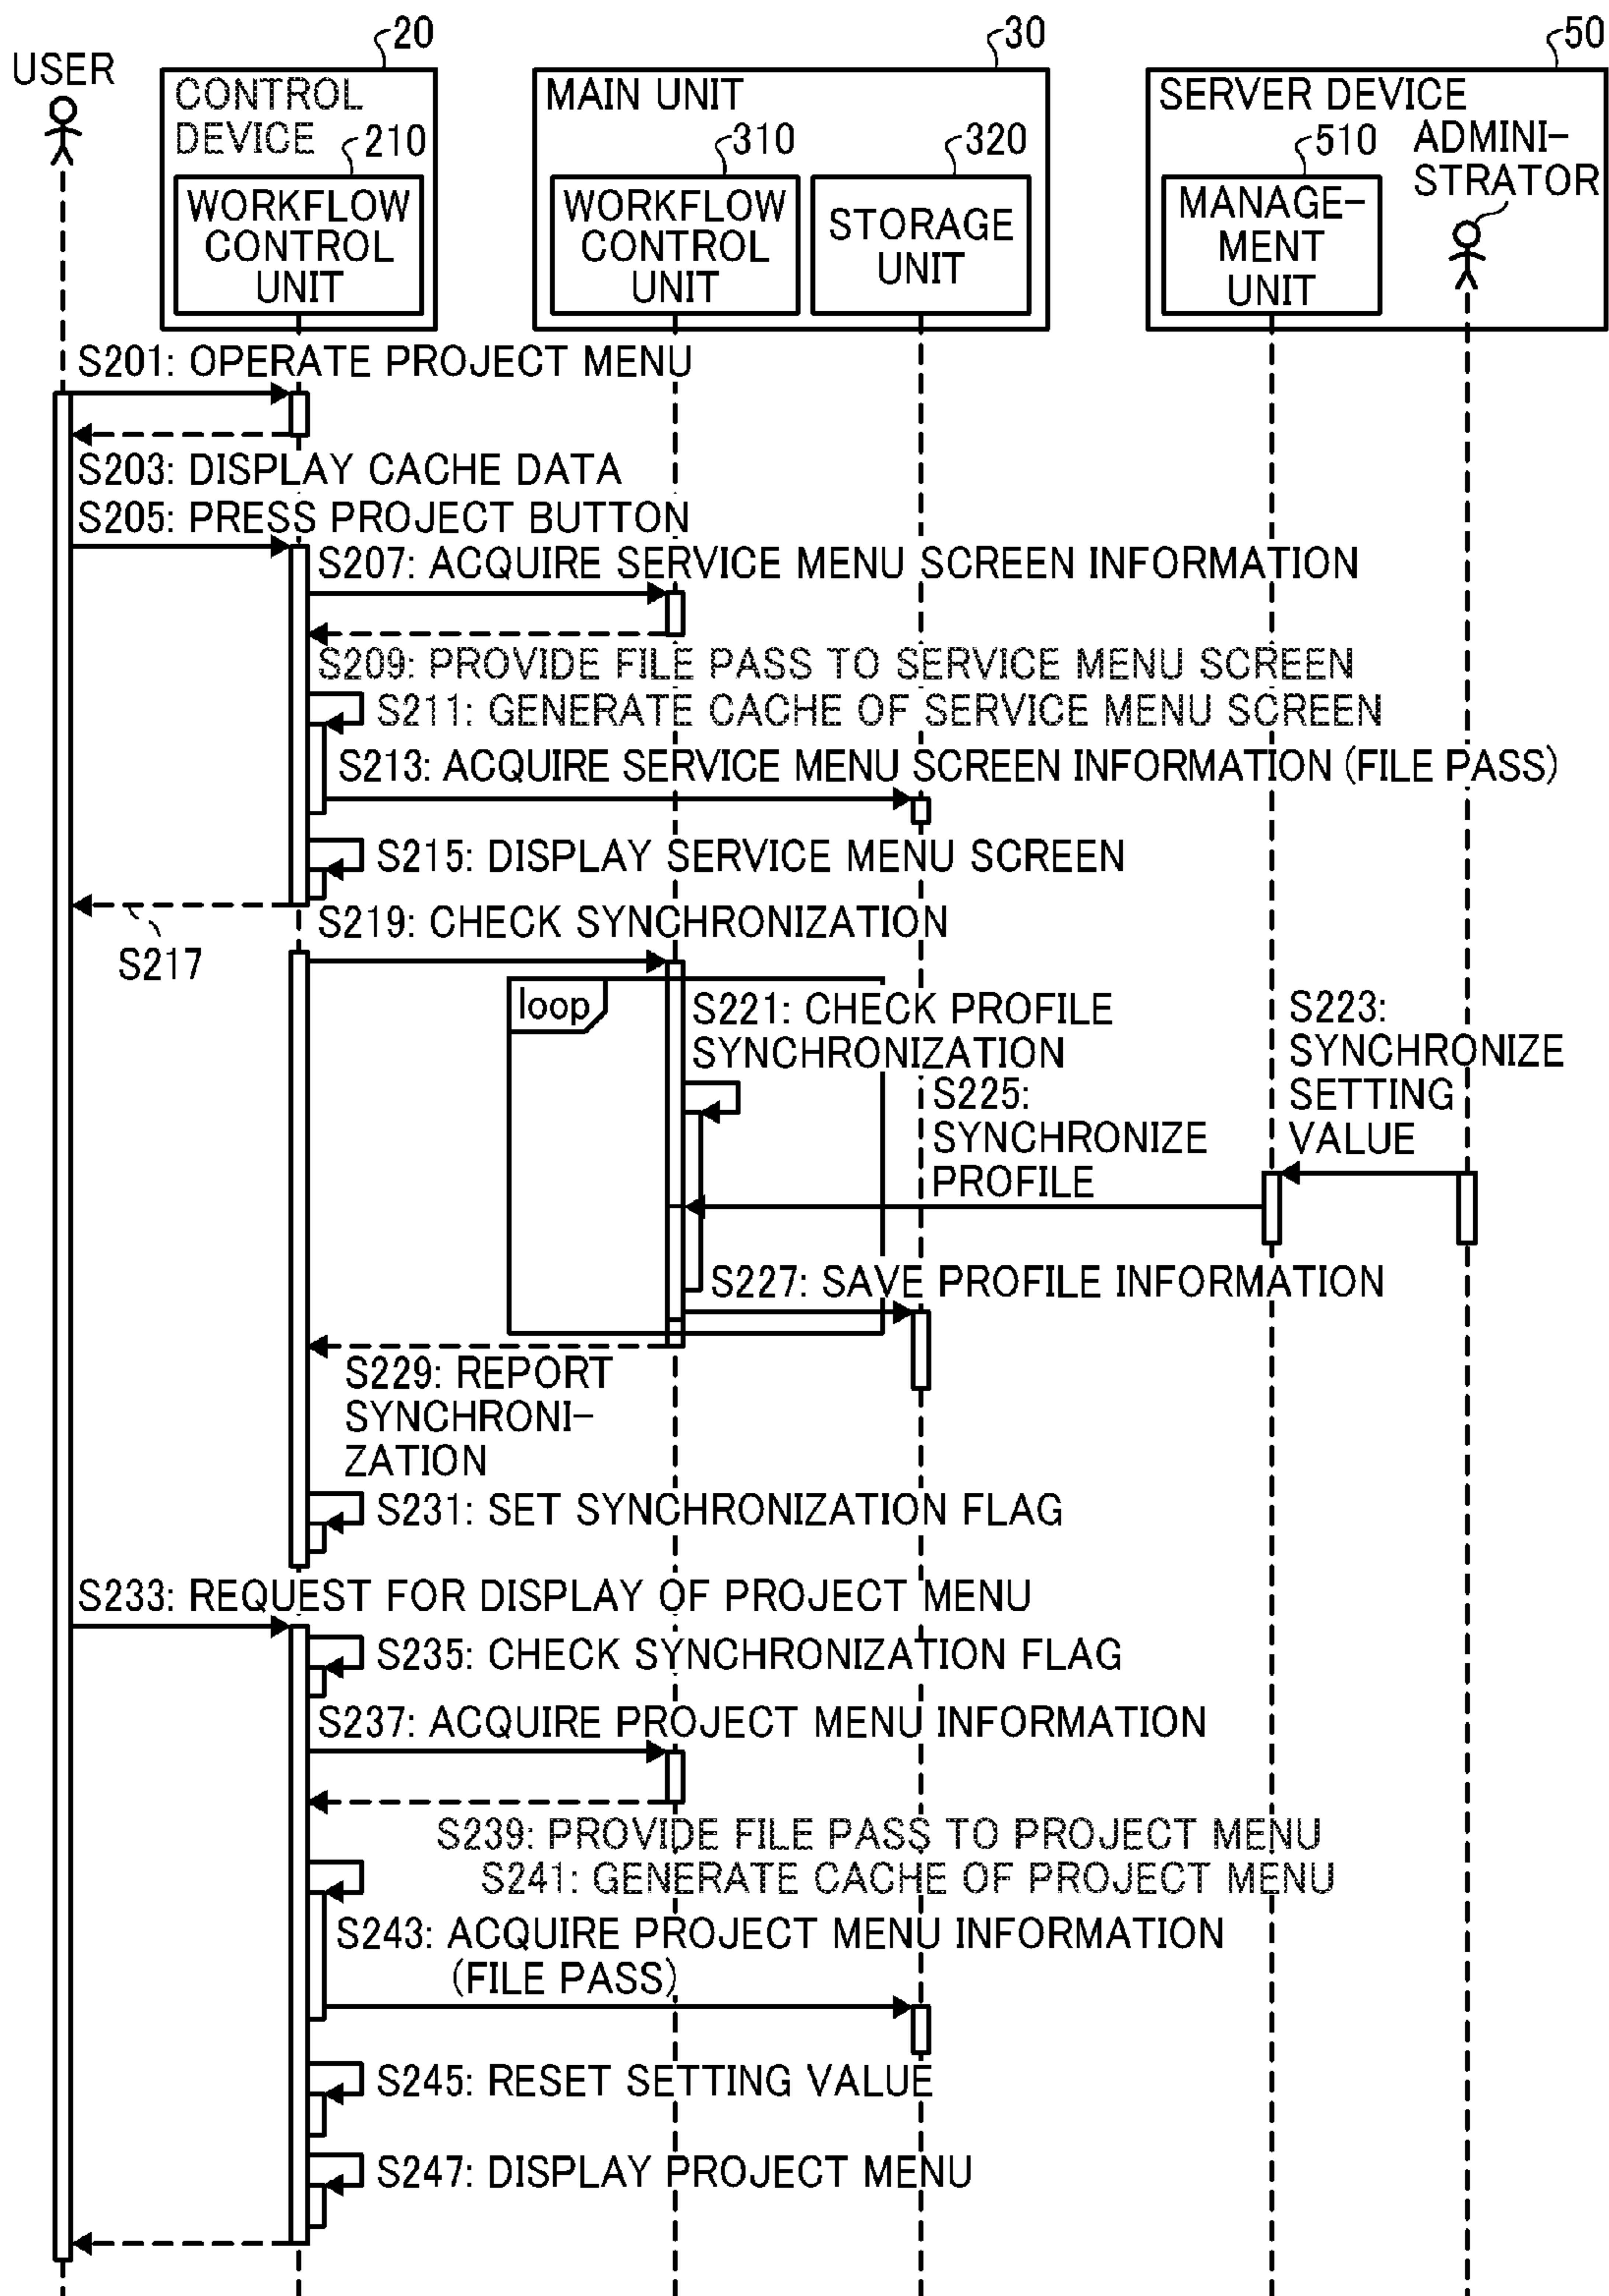 20
30
50
USER
CONTROL
DEVICE
210
WORKFLOW
CONTROL
UNIT
MAIN UNIT
310
WORKFLOW
CONTROL
UNIT
320
STORAGE
UNIT
SERVER DEVICE
510
MANAGE-
MENT
UNIT
ADMINI-
STRATOR
S201: OPERATE PROJECT MENU
S203: DISPLAY CACHE DATA
S205: PRESS PROJECT BUTTON
S207: ACQUIRE SERVICE MENU SCREEN INFORMATION
S209: PROVIDE FILE PASS TO SERVICE MENU SCREEN
S211: GENERATE CACHE OF SERVICE MENU SCREEN
S213: ACQUIRE SERVICE MENU SCREEN INFORMATION (FILE PASS)
S215: DISPLAY SERVICE MENU SCREEN
S217
S219: CHECK SYNCHRONIZATION
loop
S221: CHECK PROFILE
SYNCHRONIZATION
S223:
SYNCHRONIZE
SETTING
VALUE
S225:
SYNCHRONIZE
PROFILE
S227: SAVE PROFILE INFORMATION
S229: REPORT
SYNCHRONI-
ZATION
S231: SET SYNCHRONIZATION FLAG
S233: REQUEST FOR DISPLAY OF PROJECT MENU
S235: CHECK SYNCHRONIZATION FLAG
S237: ACQUIRE PROJECT MENU INFORMATION
S239: PROVIDE FILE PASS TO PROJECT MENU
S241: GENERATE CACHE OF PROJECT MENU
S243: ACQUIRE PROJECT MENU INFORMATION
(FILE PASS)
S245: RESET SETTING VALUE
S247: DISPLAY PROJECT MENU